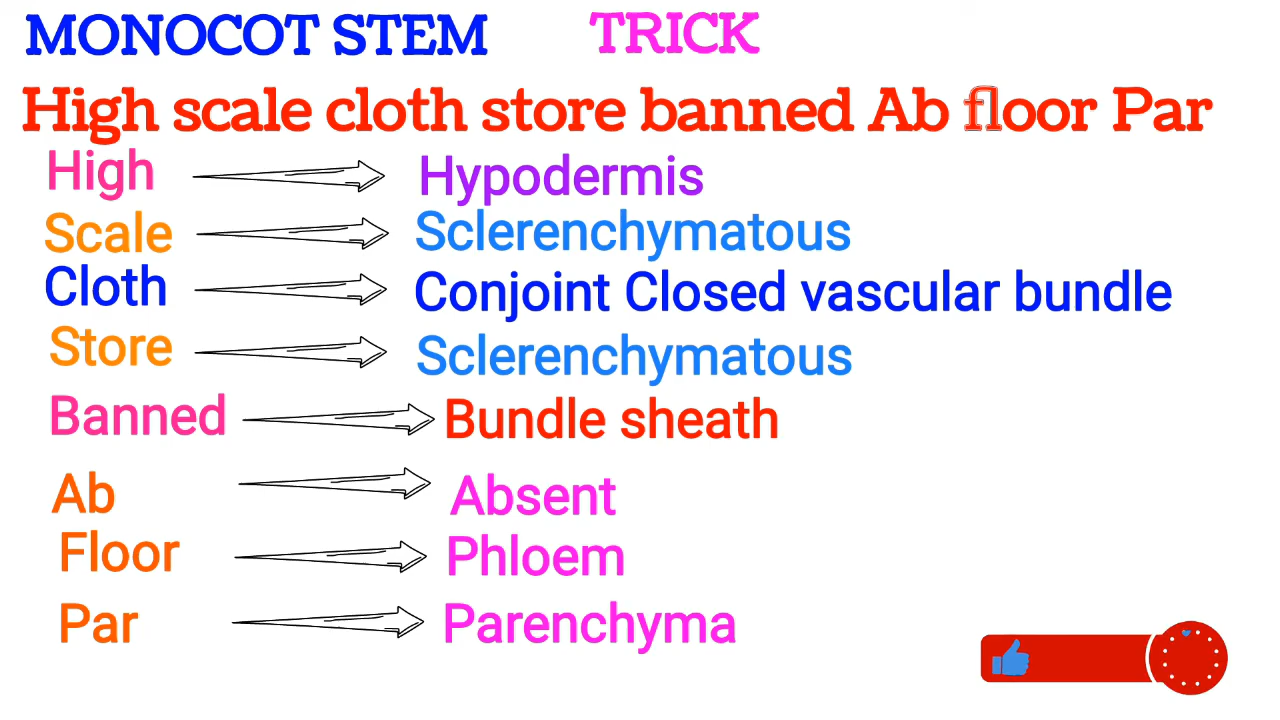 MONOCOT STEM TRICK
High scale cloth store banned Ab floor Par
High Hypodermis
Scale Sclerenchymatous
Cloth Conjoint Closed vascular bundle
Store Sclerenchymatous
Banned Bundle sheath
Ab Absent
Floor Phloem
Par Parenchyma